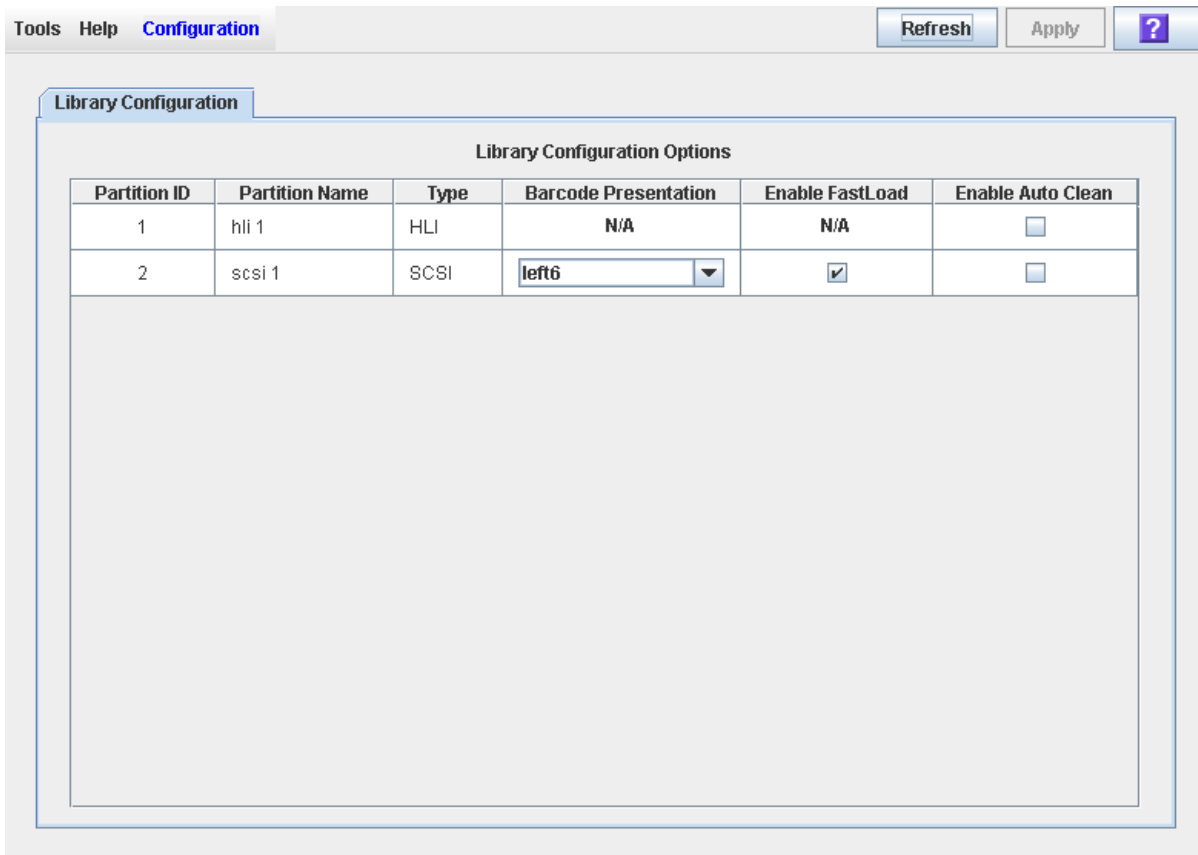 Tools Help Configuration Refresh Apply ?
Library Configuration
Library Configuration Options
Partition ID Partition Name Type Barcode Presentation Enable FastLoad Enable Auto Clean
1 hli 1 HLI N/A N/A
2 scsi 1 SCSI left6